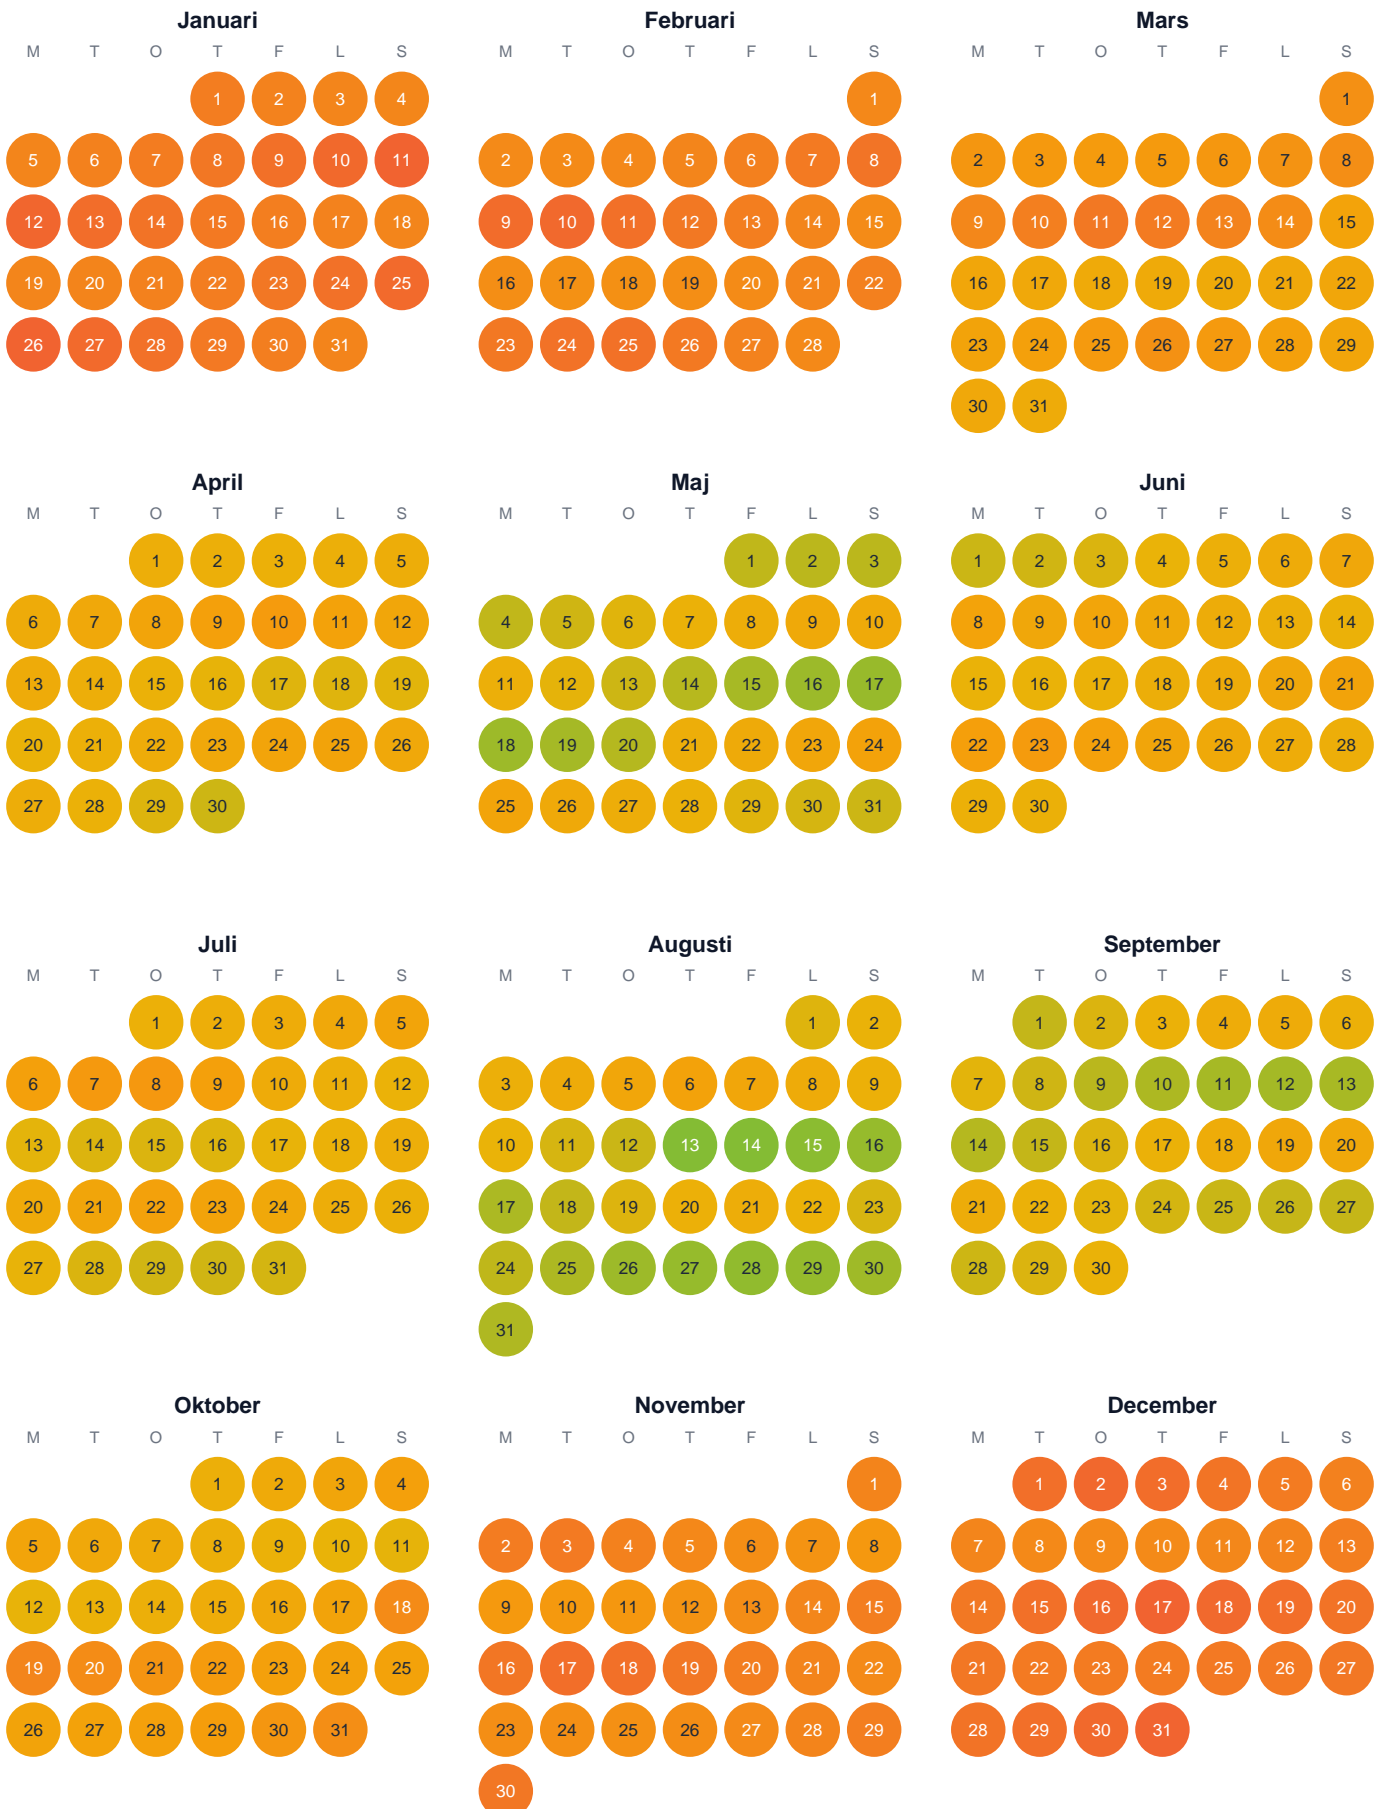 Januari
M T O T F L S
1 2 3 4
5 6 7 8 9 10 11
12 13 14 15 16 17 18
19 20 21 22 23 24 25
26 27 28 29 30 31
Februari
M T O T F L S
1
2 3 4 5 6 7 8
9 10 11 12 13 14 15
16 17 18 19 20 21 22
23 24 25 26 27 28
Mars
M T O T F L S
1
2 3 4 5 6 7 8
9 10 11 12 13 14 15
16 17 18 19 20 21 22
23 24 25 26 27 28 29
30 31
April
M T O T F L S
1 2 3 4 5
6 7 8 9 10 11 12
13 14 15 16 17 18 19
20 21 22 23 24 25 26
27 28 29 30
Maj
M T O T F L S
1 2 3
4 5 6 7 8 9 10
11 12 13 14 15 16 17
18 19 20 21 22 23 24
25 26 27 28 29 30 31
Juni
M T O T F L S
1 2 3 4 5 6 7
8 9 10 11 12 13 14
15 16 17 18 19 20 21
22 23 24 25 26 27 28
29 30
Juli
M T O T F L S
1 2 3 4 5
6 7 8 9 10 11 12
13 14 15 16 17 18 19
20 21 22 23 24 25 26
27 28 29 30 31
Augusti
M T O T F L S
1 2
3 4 5 6 7 8 9
10 11 12 13 14 15 16
17 18 19 20 21 22 23
24 25 26 27 28 29 30
31
September
M T O T F L S
1 2 3 4 5 6
7 8 9 10 11 12 13
14 15 16 17 18 19 20
21 22 23 24 25 26 27
28 29 30
Oktober
M T O T F L S
1 2 3 4
5 6 7 8 9 10 11
12 13 14 15 16 17 18
19 20 21 22 23 24 25
26 27 28 29 30 31
November
M T O T F L S
1
2 3 4 5 6 7 8
9 10 11 12 13 14 15
16 17 18 19 20 21 22
23 24 25 26 27 28 29
30
December
M T O T F L S
1 2 3 4 5 6
7 8 9 10 11 12 13
14 15 16 17 18 19 20
21 22 23 24 25 26 27
28 29 30 31